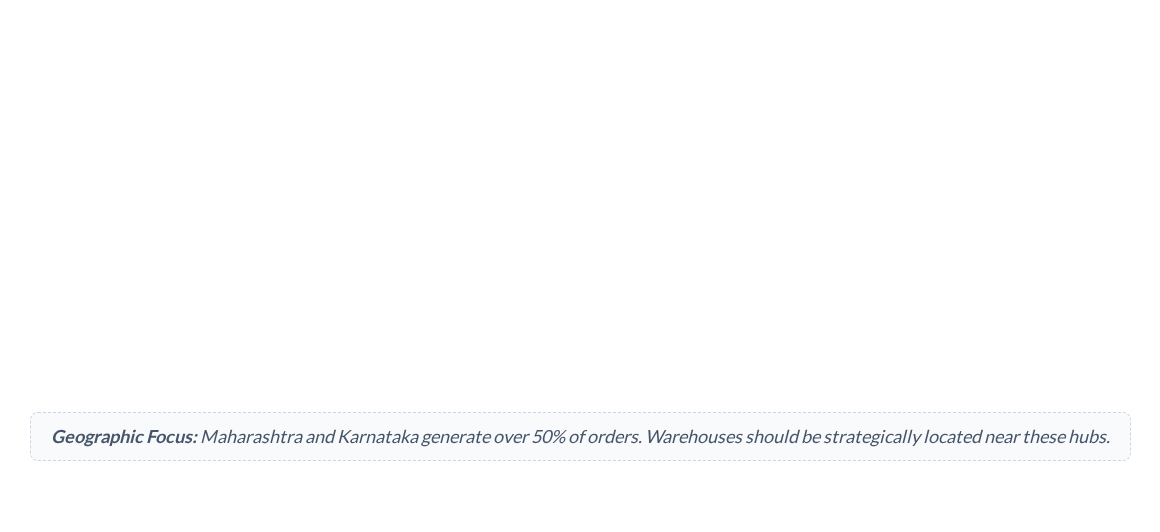 Geographic Focus: Maharashtra and Karnataka generate over 50% of orders. Warehouses should be strategically located near these hubs.